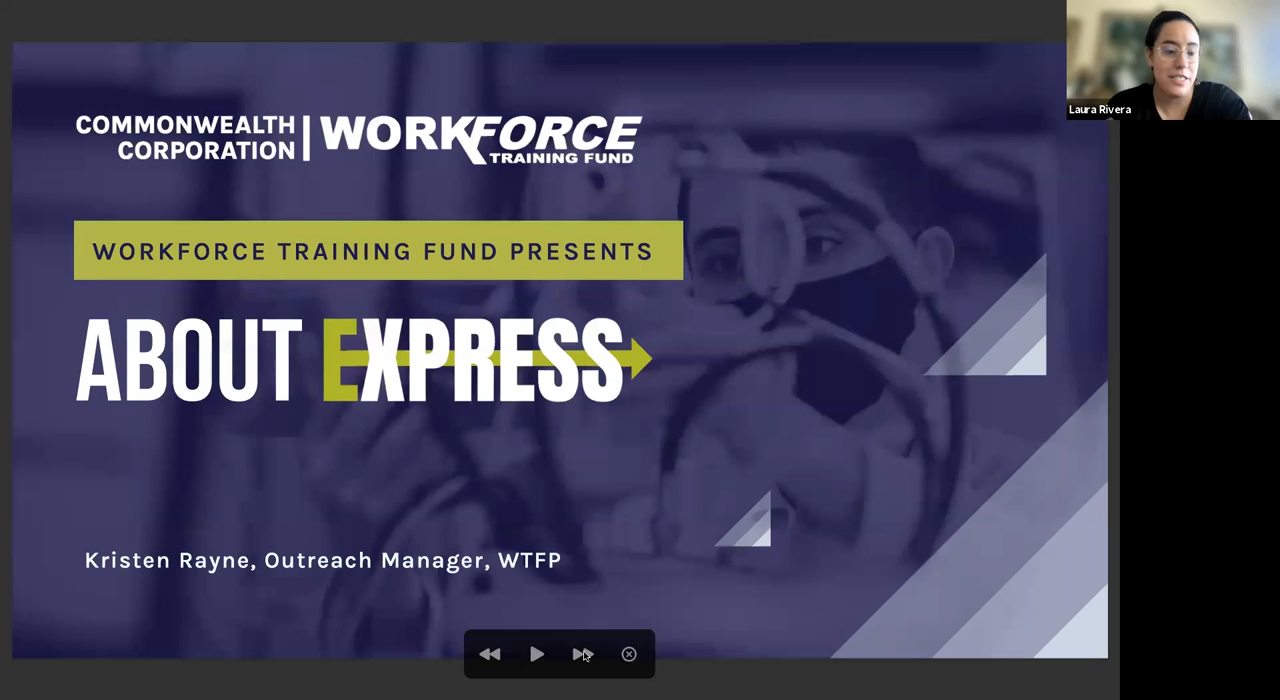 COMMONWEALTH
CORPORATION
WORKFORCE
TRAINING FUND
WORKFORCE TRAINING FUND PRESENTS
ABOUT EXPRESS
Kristen Rayne, Outreach Manager, WTFP
Laura Rivera